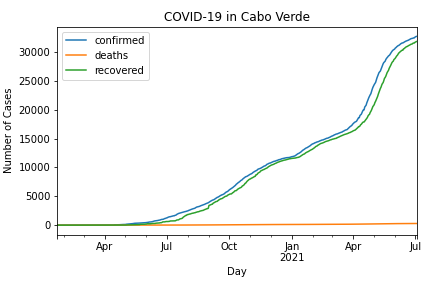 COVID-19 in Cabo Verde
confirmed
deaths
recovered
Number of Cases
30000
25000
20000
15000
10000
5000
0
Apr
Jul
Oct
Jan
2021
Apr
Jul
Day